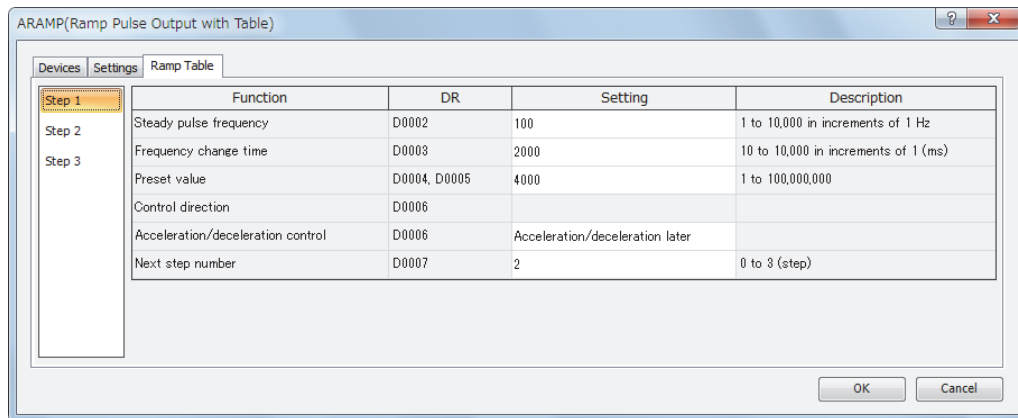 ARAMP(Ramp Pulse Output with Table)
Devices Settings Ramp Table
Step 1
Step 2
Step 3
Function DR Setting Description
Steady pulse frequency D0002 100 1 to 10,000 in increments of 1 Hz
Frequency change time D0003 2000 10 to 10,000 in increments of 1 (ms)
Preset value D0004, D0005 4000 1 to 100,000,000
Control direction D0006
Acceleration/deceleration control D0006 Acceleration/deceleration later
Next step number D0007 2 0 to 3 (step)
OK Cancel